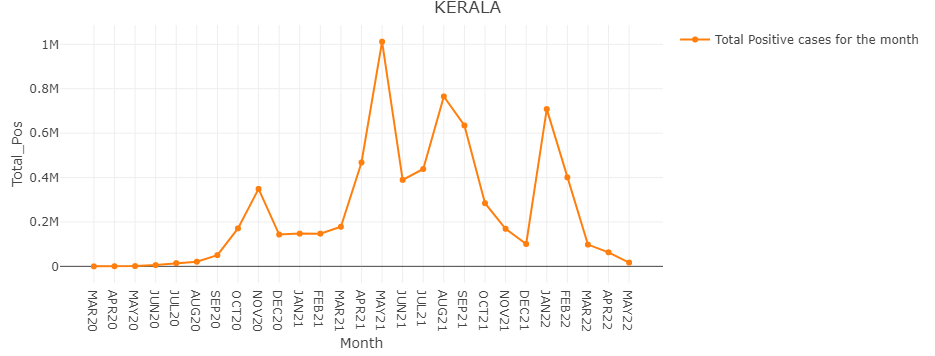 KERALA
Total Positive cases for the month
Total_Pos
1M
0.8M
0.6M
0.4M
0.2M
0
MAR20
APR20
MAY20
JUN20
JUL20
AUG20
SEP20
OCT20
NOV20
DEC20
JAN21
FEB21
MAR21
APR21
MAY21
JUN21
JUL21
AUG21
SEP21
OCT21
NOV21
DEC21
JAN22
FEB22
MAR22
APR22
MAY22
Month